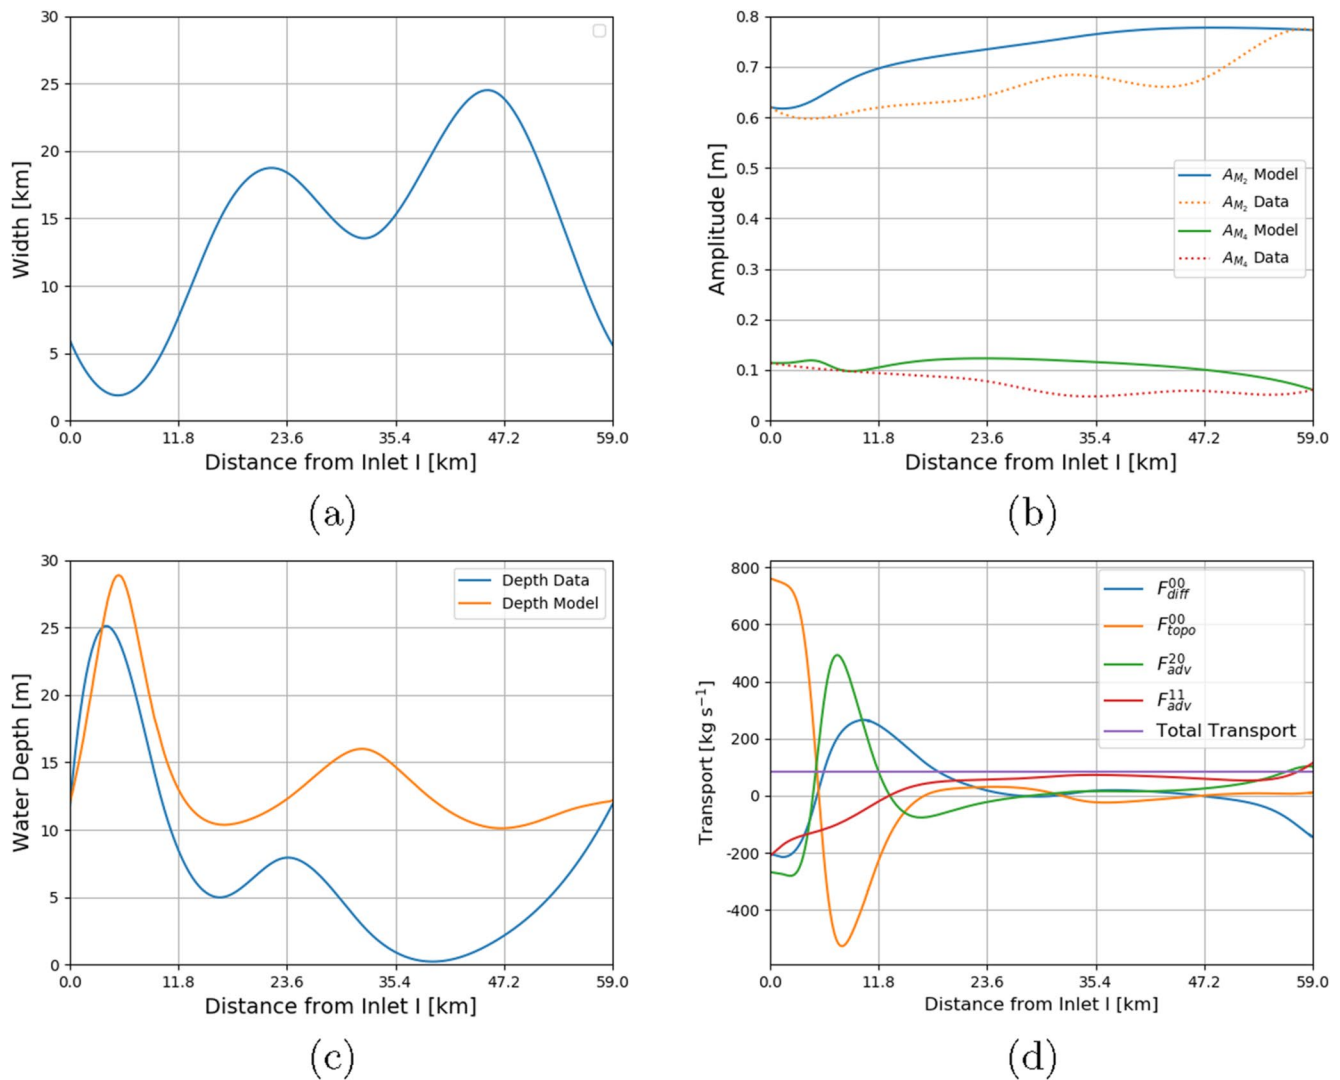 30
25
20
15
10
5
0
Width [km]
0.0 11.8 23.6 35.4 47.2 59.0
Distance from Inlet I [km]
(a)
0.8
0.7
0.6
0.5
0.4
0.3
0.2
0.1
0
Amplitude [m]
A_{M_2} Model
A_{M_2} Data
A_{M_4} Model
A_{M_4} Data
0.0 11.8 23.6 35.4 47.2 59.0
Distance from Inlet I [km]
(b)
30
25
20
15
10
5
0
Water Depth [m]
Depth Data
Depth Model
0.0 11.8 23.6 35.4 47.2 59.0
Distance from Inlet I [km]
(c)
800
600
400
200
0
-200
-400
Transport [kg s⁻¹]
F_{diff}^{00}
F_{topo}^{00}
F_{adv}^{20}
F_{adv}^{11}
Total Transport
0.0 11.8 23.6 35.4 47.2 59.0
Distance from Inlet I [km]
(d)